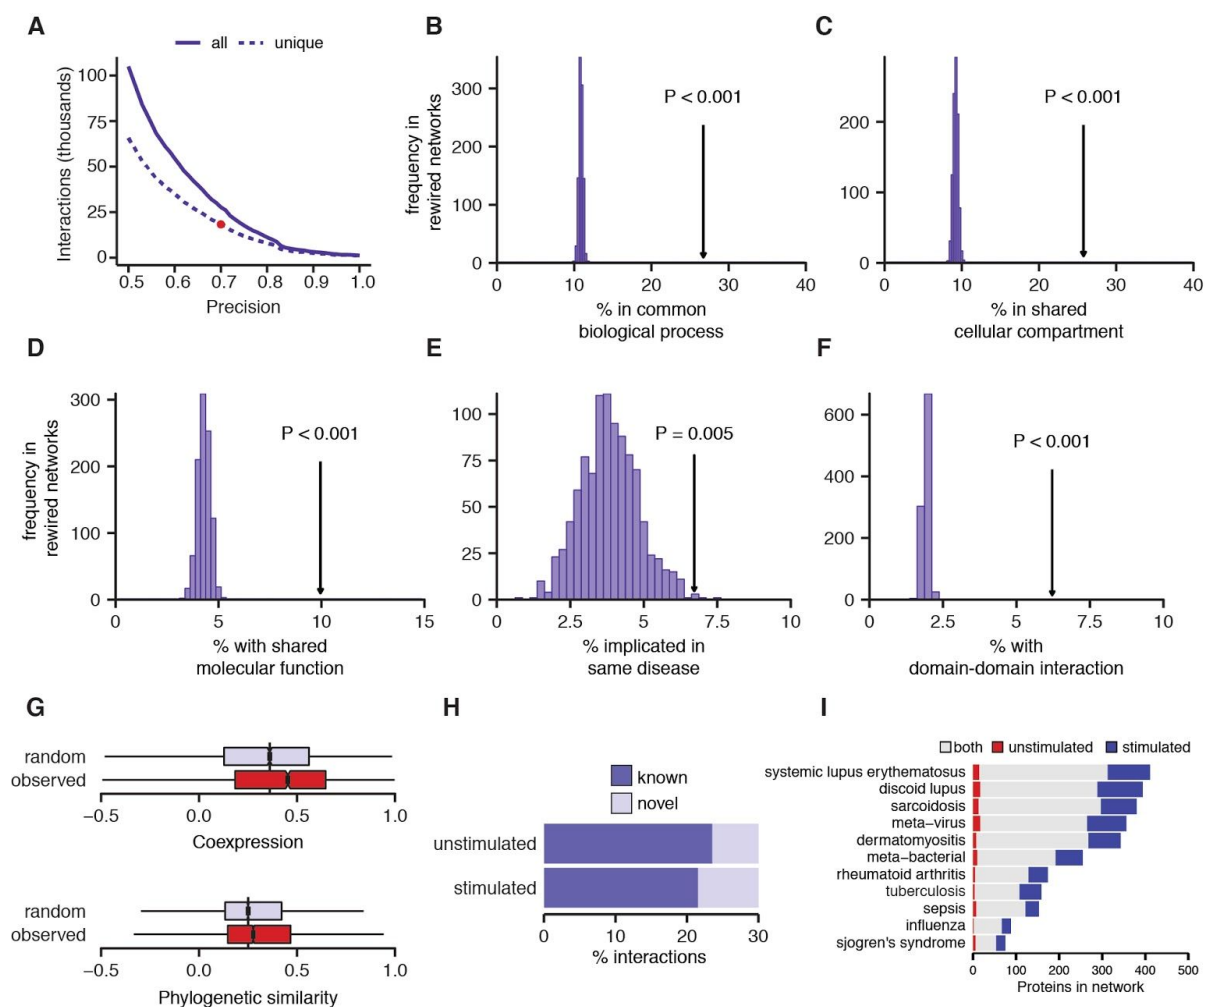 A
all unique
Interactions (thousands)
100
75
50
25
0
0.5 0.6 0.7 0.8 0.9 1.0
Precision
B
frequency in
rewired networks
300
200
100
0
P < 0.001
0 10 20 30 40
% in common
biological process
C
200
100
0
P < 0.001
0 10 20 30 40
% in shared
cellular compartment
D
frequency in
rewired networks
300
200
100
0
P < 0.001
0 5 10 15
% with shared
molecular function
E
100
75
50
25
0
P = 0.005
0 2.5 5 7.5 10
% implicated in
same disease
F
600
400
200
0
P < 0.001
0 2.5 5 7.5 10
% with
domain-domain interaction
G
random
observed
−0.5 0.0 0.5 1.0
Coexpression
random
observed
−0.5 0.0 0.5 1.0
Phylogenetic similarity
H
known
novel
unstimulated
stimulated
0 10 20 30
% interactions
I
both unstimulated stimulated
systemic lupus erythematosus
discoid lupus
sarcoidosis
meta−virus
dermatomyositis
meta−bacterial
rheumatoid arthritis
tuberculosis
sepsis
influenza
sjogren's syndrome
0 100 200 300 400 500
Proteins in network